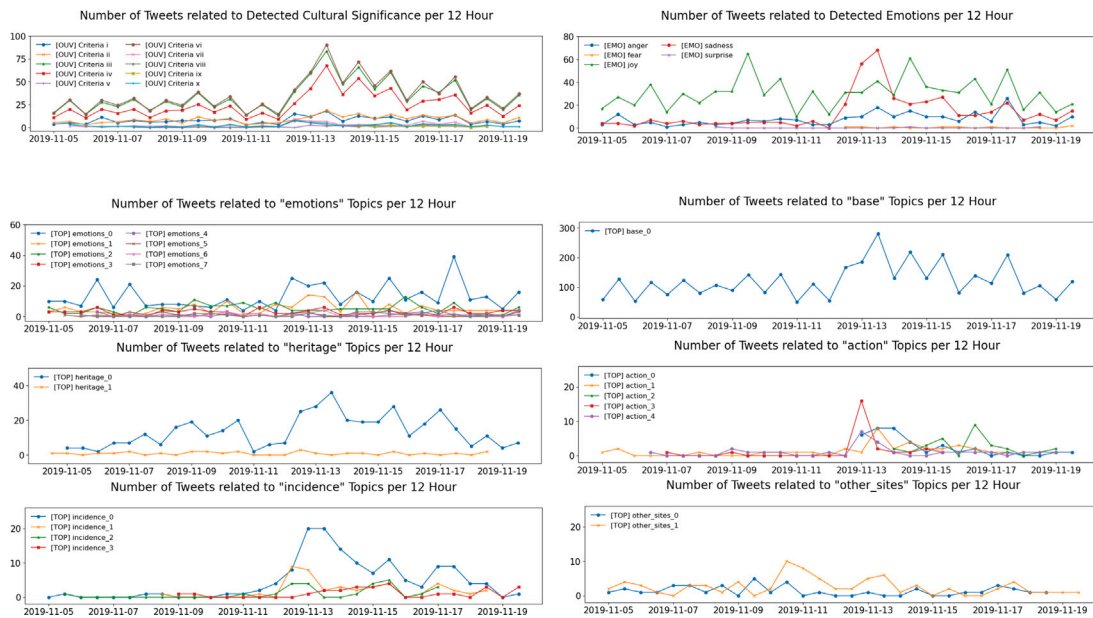 Number of Tweets related to Detected Cultural Significance per 12 Hour
100
75
50
25
0
[OUV] Criteria i
[OUV] Criteria ii
[OUV] Criteria iii
[OUV] Criteria iv
[OUV] Criteria v
[OUV] Criteria vi
[OUV] Criteria vii
[OUV] Criteria viii
[OUV] Criteria ix
[OUV] Criteria x
2019-11-05 2019-11-07 2019-11-09 2019-11-11 2019-11-13 2019-11-15 2019-11-17 2019-11-19
Number of Tweets related to Detected Emotions per 12 Hour
80
60
40
20
0
[EMO] anger
[EMO] fear
[EMO] joy
[EMO] sadness
[EMO] surprise
2019-11-05 2019-11-07 2019-11-09 2019-11-11 2019-11-13 2019-11-15 2019-11-17 2019-11-19
Number of Tweets related to "emotions" Topics per 12 Hour
60
40
20
0
[TOP] emotions_0
[TOP] emotions_1
[TOP] emotions_2
[TOP] emotions_3
[TOP] emotions_4
[TOP] emotions_5
[TOP] emotions_6
[TOP] emotions_7
2019-11-05 2019-11-07 2019-11-09 2019-11-11 2019-11-13 2019-11-15 2019-11-17 2019-11-19
Number of Tweets related to "base" Topics per 12 Hour
300
200
100
0
[TOP] base_0
2019-11-05 2019-11-07 2019-11-09 2019-11-11 2019-11-13 2019-11-15 2019-11-17 2019-11-19
Number of Tweets related to "heritage" Topics per 12 Hour
40
20
0
[TOP] heritage_0
[TOP] heritage_1
2019-11-05 2019-11-07 2019-11-09 2019-11-11 2019-11-13 2019-11-15 2019-11-17 2019-11-19
Number of Tweets related to "action" Topics per 12 Hour
20
10
0
[TOP] action_0
[TOP] action_1
[TOP] action_2
[TOP] action_3
[TOP] action_4
2019-11-05 2019-11-07 2019-11-09 2019-11-11 2019-11-13 2019-11-15 2019-11-17 2019-11-19
Number of Tweets related to "incidence" Topics per 12 Hour
20
10
0
[TOP] incidence_0
[TOP] incidence_1
[TOP] incidence_2
[TOP] incidence_3
2019-11-05 2019-11-07 2019-11-09 2019-11-11 2019-11-13 2019-11-15 2019-11-17 2019-11-19
Number of Tweets related to "other_sites" Topics per 12 Hour
20
10
0
[TOP] other_sites_0
[TOP] other_sites_1
2019-11-05 2019-11-07 2019-11-09 2019-11-11 2019-11-13 2019-11-15 2019-11-17 2019-11-19